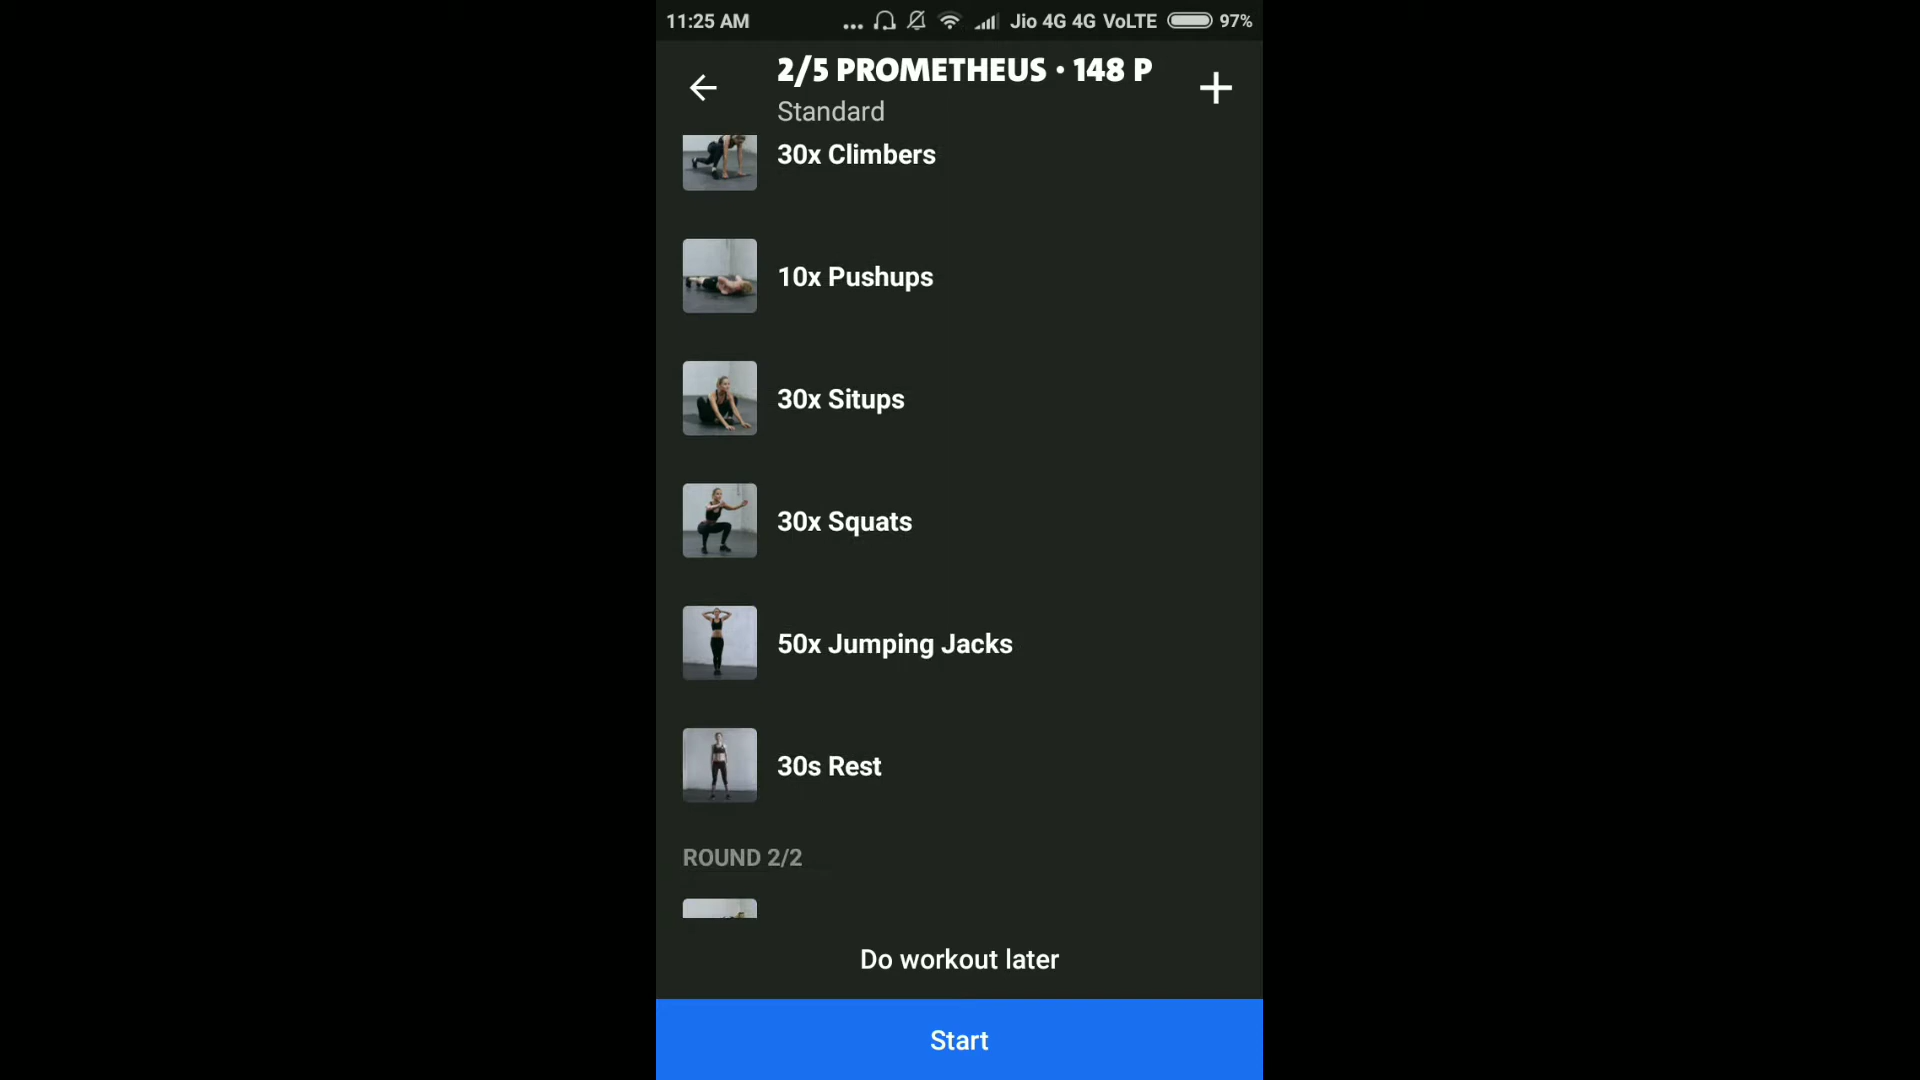 11:25 AM ... Jio 4G 4G VoLTE 97%
2/5 PROMETHEUS • 148 P
Standard
30x Climbers
10x Pushups
30x Situps
30x Squats
50x Jumping Jacks
30s Rest
ROUND 2/2
Do workout later
Start